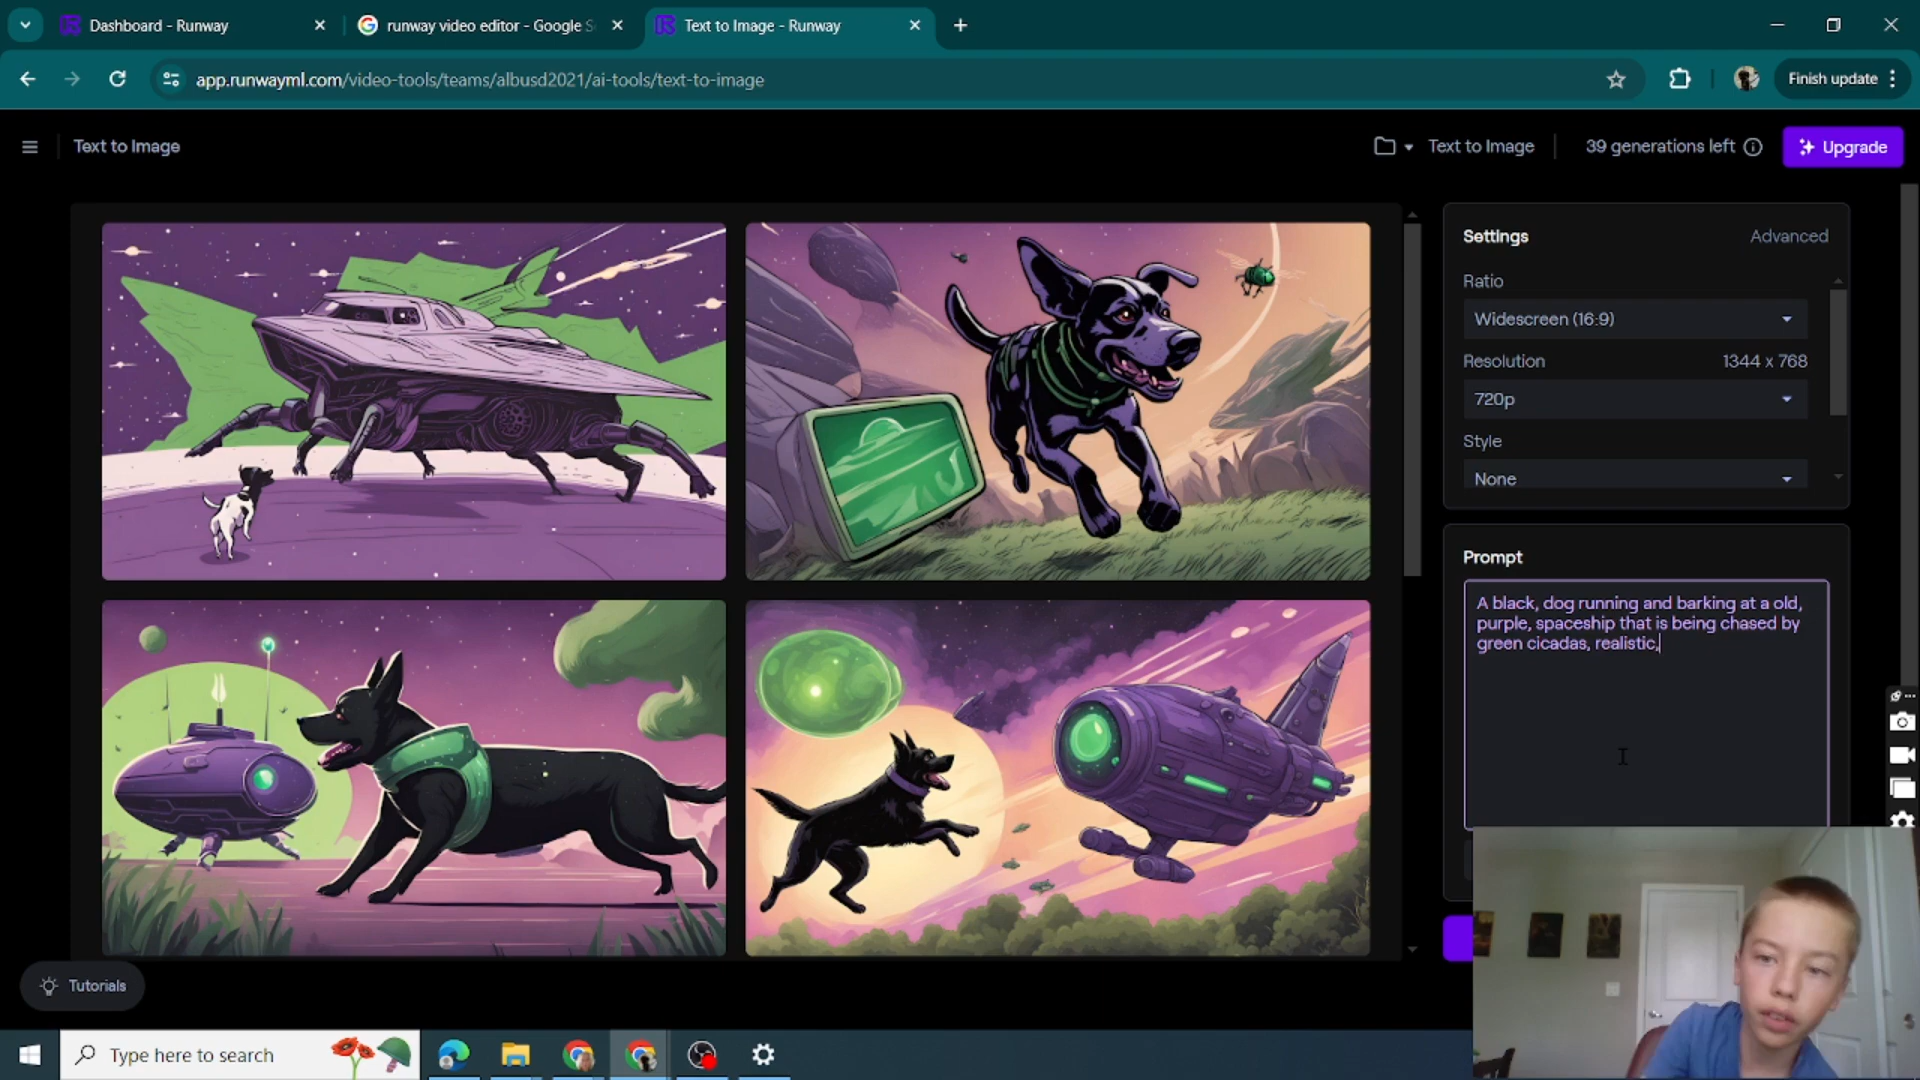 Dashboard - Runway
runway video editor - Google S
Text to Image - Runway
app.runwayml.com/video-tools/teams/albusd2021/ai-tools/text-to-image
Finish update
Text to Image
Text to Image
39 generations left
Upgrade
Settings
Advanced
Ratio
Widescreen (16:9)
Resolution
1344 x 768
720p
Style
None
Prompt
A black, dog running and barking at a old,
purple, spaceship that is being chased by
green cicadas, realistic,
Tutorials
Type here to search